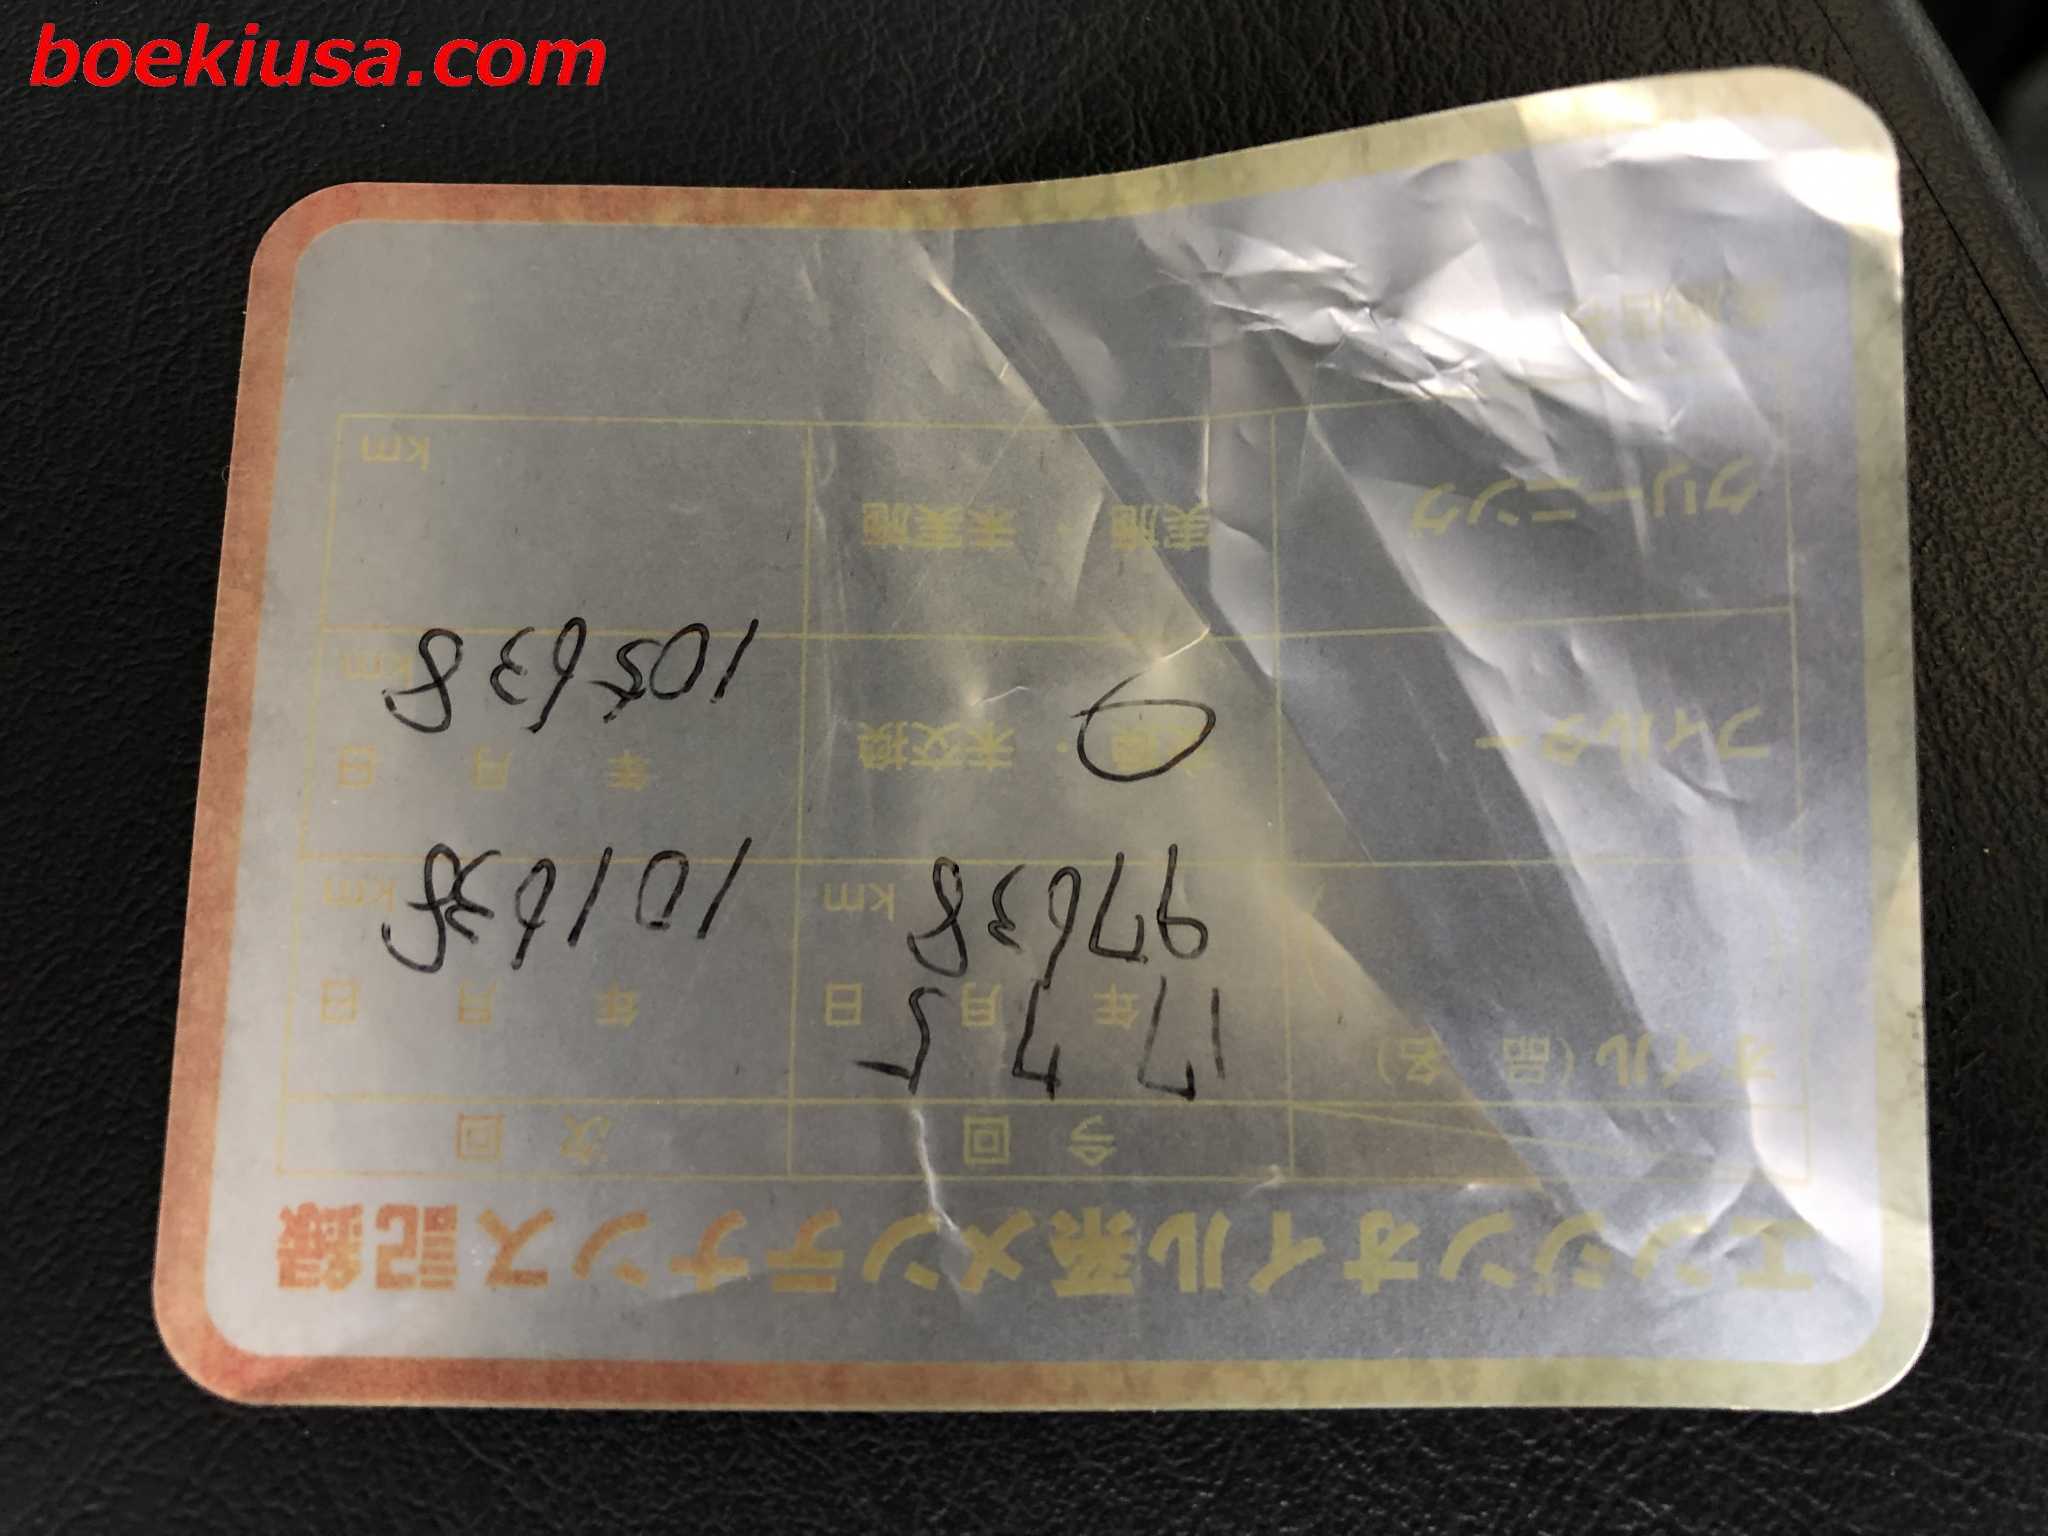 boekiusa.com
エンジンオイル系メンテナンス記録
今回 次回
オイル(品 名) 17年 7月 5日 年 月 日
97638 km 101638 km
フィルター 交換 ・ 未交換 年 月 日
105638 km
クリーニング 実施 ・ 未実施
km